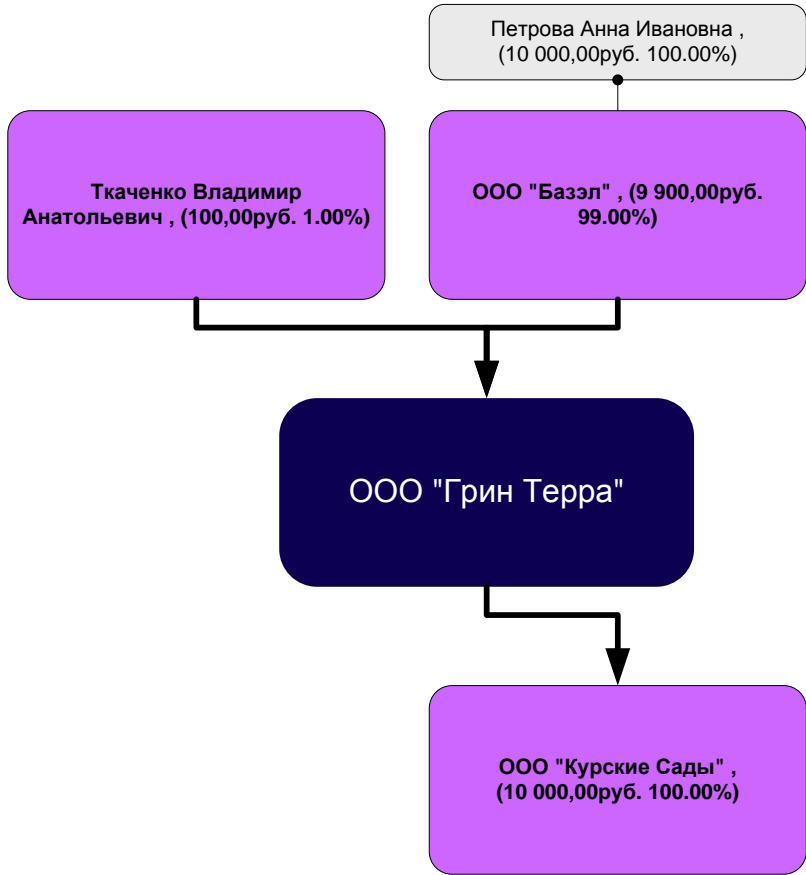 Петрова Анна Ивановна ,
(10 000,00руб. 100.00%)
Ткаченко Владимир
Анатольевич , (100,00руб. 1.00%)
ООО "Базэл" , (9 900,00руб.
99.00%)
ООО "Грин Терра"
ООО "Курские Сады" ,
(10 000,00руб. 100.00%)